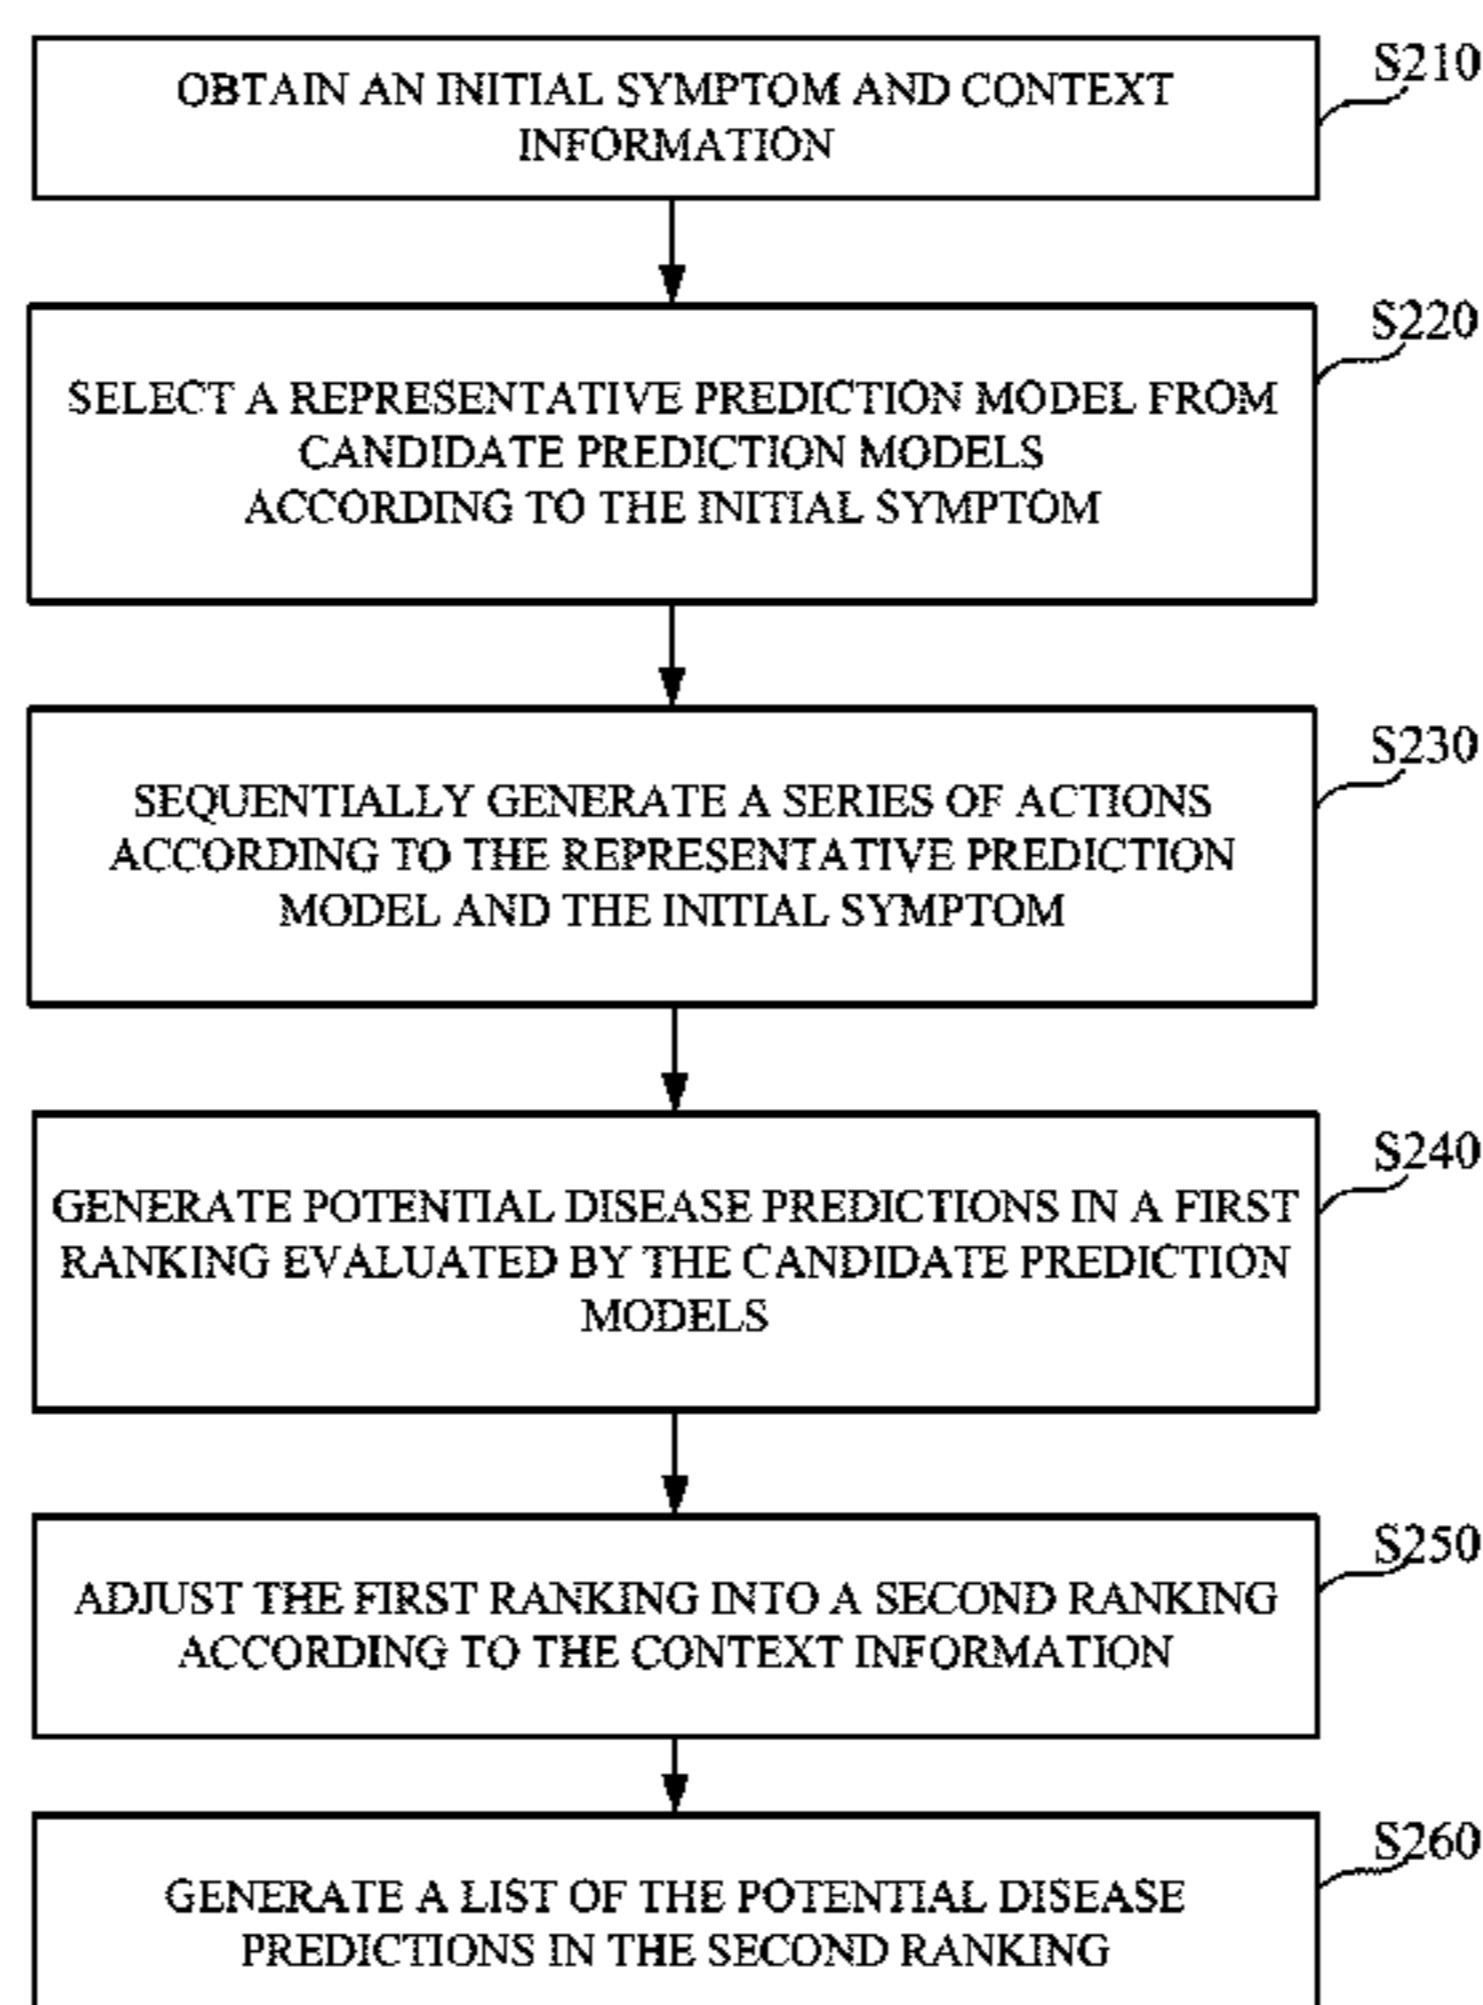 S210
OBTAIN AN INITIAL SYMPTOM AND CONTEXT
INFORMATION
S220
SELECT A REPRESENTATIVE PREDICTION MODEL FROM
CANDIDATE PREDICTION MODELS
ACCORDING TO THE INITIAL SYMPTOM
S230
SEQUENTIALLY GENERATE A SERIES OF ACTIONS
ACCORDING TO THE REPRESENTATIVE PREDICTION
MODEL AND THE INITIAL SYMPTOM
S240
GENERATE POTENTIAL DISEASE PREDICTIONS IN A FIRST
RANKING EVALUATED BY THE CANDIDATE PREDICTION
MODELS
S250
ADJUST THE FIRST RANKING INTO A SECOND RANKING
ACCORDING TO THE CONTEXT INFORMATION
S260
GENERATE A LIST OF THE POTENTIAL DISEASE
PREDICTIONS IN THE SECOND RANKING